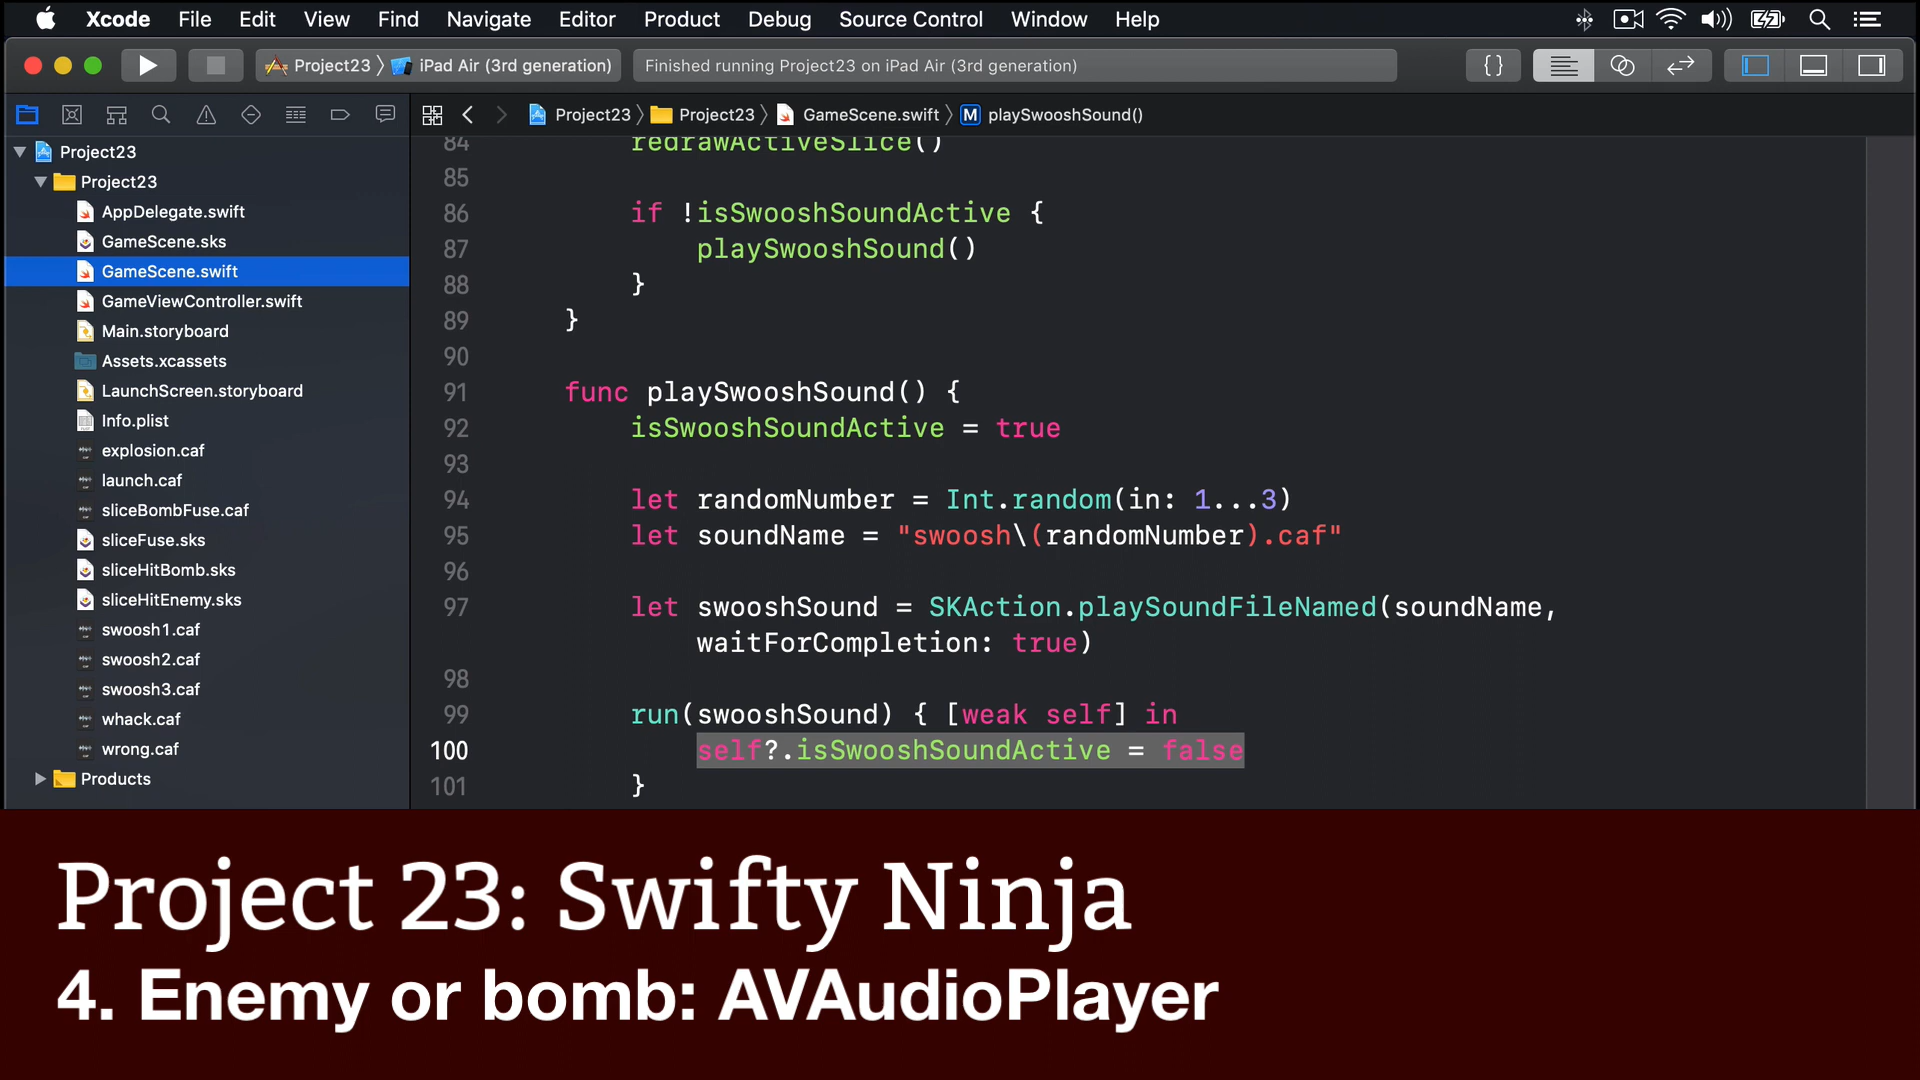 Xcode File Edit View Find Navigate Editor Product Debug Source Control Window Help
Project23 iPad Air (3rd generation) Finished running Project23 on iPad Air (3rd generation) {}
Project23 Project23 GameScene.swift M playSwooshSound()
Project23
Project23
AppDelegate.swift
GameScene.sks
GameScene.swift
GameViewController.swift
Main.storyboard
Assets.xcassets
LaunchScreen.storyboard
Info.plist
explosion.caf
launch.caf
sliceBombFuse.caf
sliceFuse.sks
sliceHitBomb.sks
sliceHitEnemy.sks
swoosh1.caf
swoosh2.caf
swoosh3.caf
whack.caf
wrong.caf
Products
84 redrawActiveSlice()
85
86 if !isSwooshSoundActive {
87 playSwooshSound()
88 }
89 }
90
91 func playSwooshSound() {
92 isSwooshSoundActive = true
93
94 let randomNumber = Int.random(in: 1...3)
95 let soundName = "swoosh\(randomNumber).caf"
96
97 let swooshSound = SKAction.playSoundFileNamed(soundName,
waitForCompletion: true)
98
99 run(swooshSound) { [weak self] in
100 self?.isSwooshSoundActive = false
101 }
Project 23: Swifty Ninja
4. Enemy or bomb: AVAudioPlayer